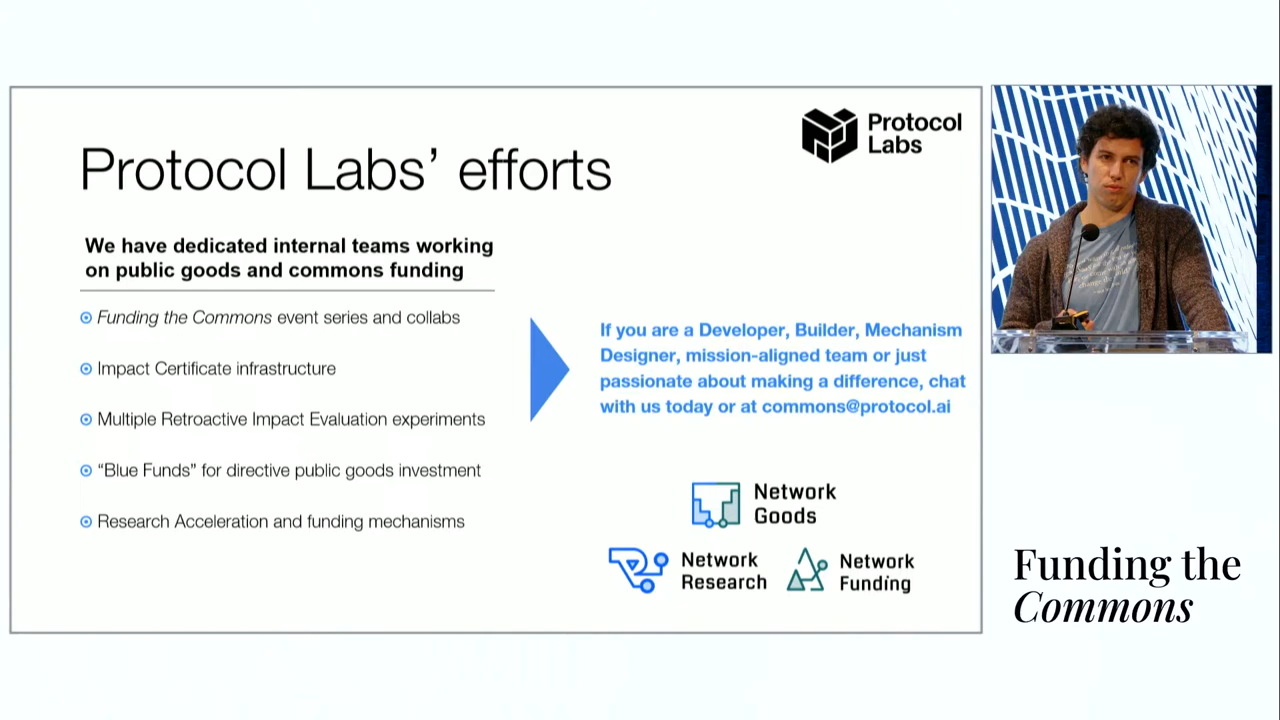 Protocol
Labs
Protocol Labs’ efforts
We have dedicated internal teams working
on public goods and commons funding
Funding the Commons event series and collabs
Impact Certificate infrastructure
Multiple Retroactive Impact Evaluation experiments
“Blue Funds” for directive public goods investment
Research Acceleration and funding mechanisms
If you are a Developer, Builder, Mechanism
Designer, mission-aligned team or just
passionate about making a difference, chat
with us today or at commons@protocol.ai
Network
Goods
Network
Research
Network
Funding
Funding the
Commons